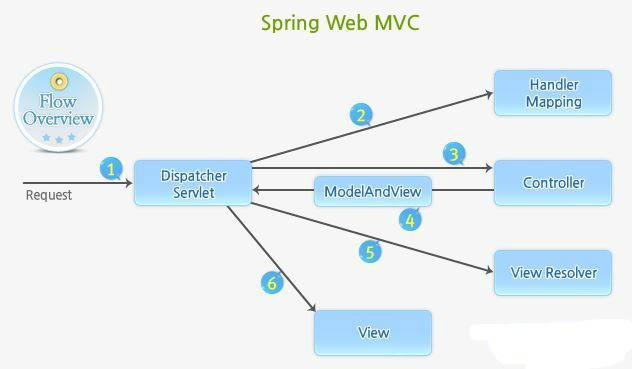 Spring Web MVC
Flow
Overview
Handler
Mapping
2
1
3
Dispatcher
Servlet
ModelAndView
Controller
Request
4
5
View Resolver
6
View